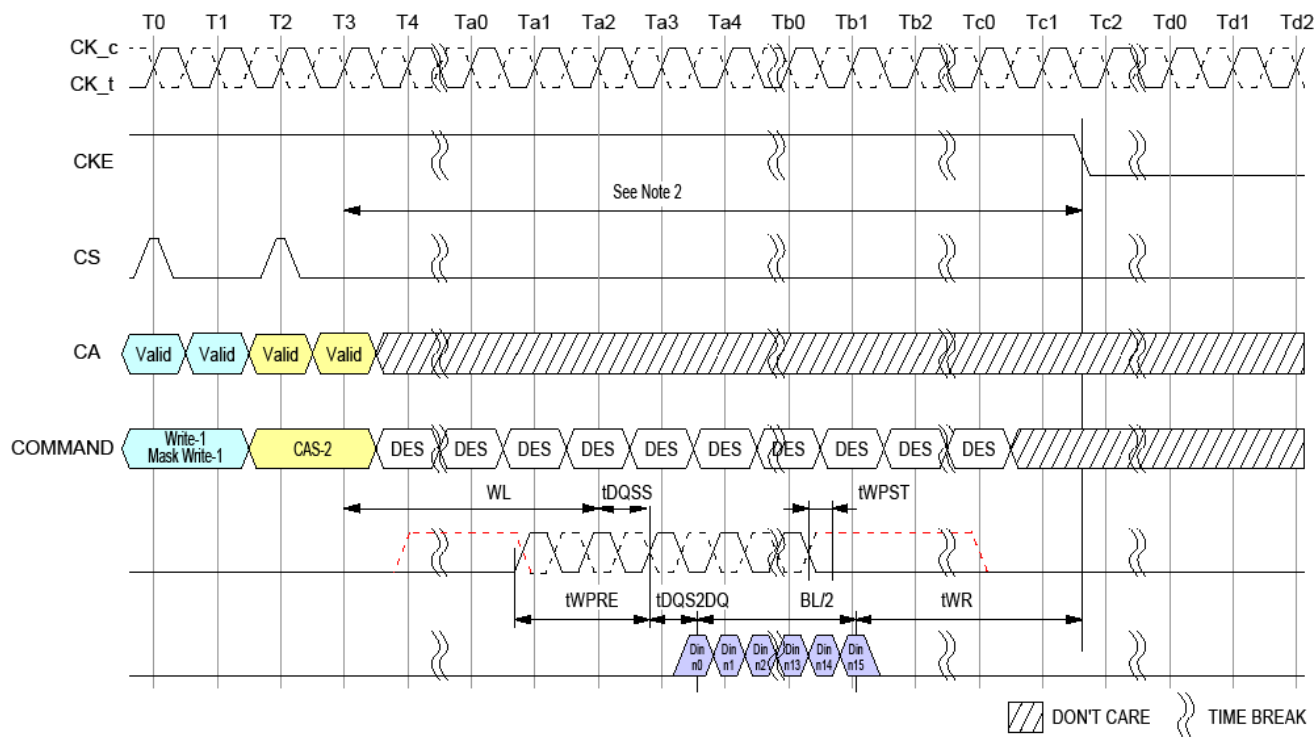 T0 T1 T2 T3 T4 Ta0 Ta1 Ta2 Ta3 Ta4 Tb0 Tb1 Tb2 Tc0 Tc1 Tc2 Td0 Td1 Td2
CK_c
CK_t
CKE
See Note 2
CS
CA Valid Valid Valid Valid
COMMAND Write-1 Mask Write-1 CAS-2 DES DES DES DES DES DES DES DES DES DES
WL tDQSS tWPST
tWPRE tDQS2DQ BL/2 tWR
Din n0 Din n1 Din n2 Din n13 Din n14 Din n15
DON'T CARE TIME BREAK